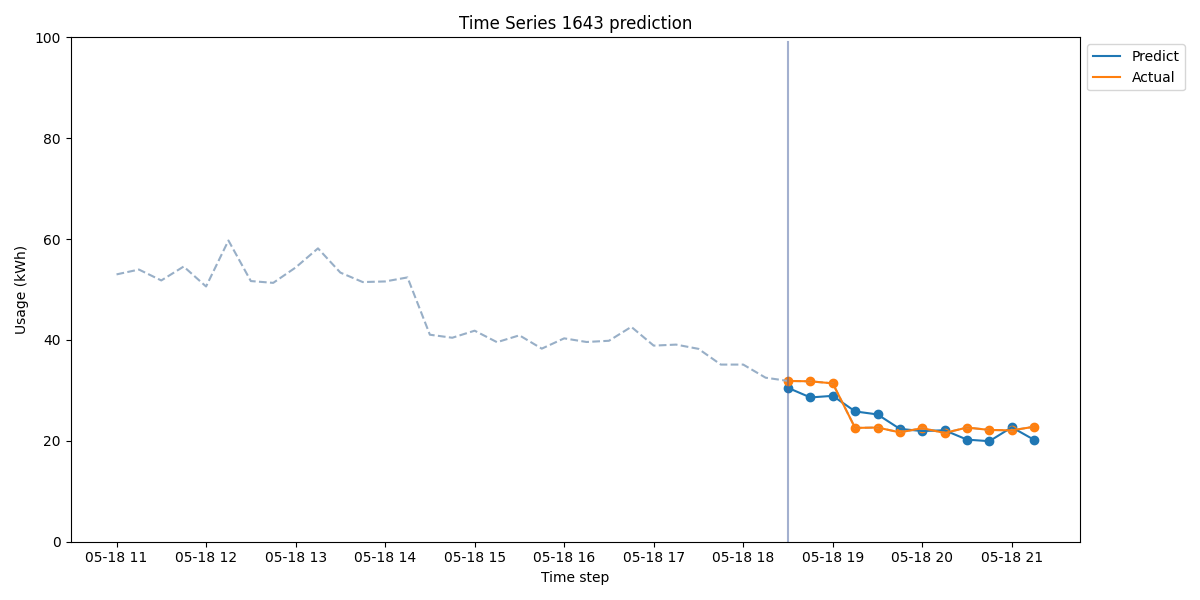 Time Series 1643 prediction
Predict
Actual
Usage (kWh)
100
80
60
40
20
0
05-18 11 05-18 12 05-18 13 05-18 14 05-18 15 05-18 16 05-18 17 05-18 18 05-18 19 05-18 20 05-18 21
Time step